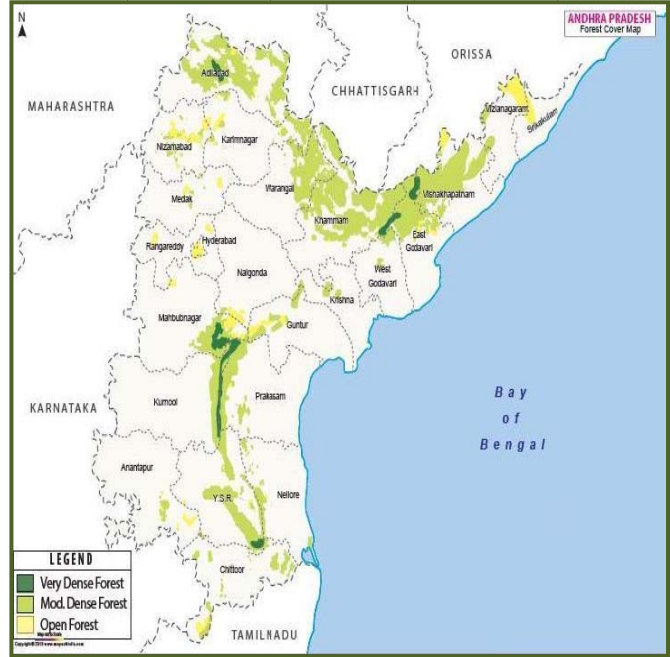 N
ANDHRA PRADESH
Forest Cover Map
ORISSA
CHHATTISGARH
MAHARASHTRA
Adilabad
Vizianagaram
Srikakulam
Karimnagar
Nizamabad
Warangal
Vishakhapatnam
Medak
Khammam
Hyderabad
Rangareddy
East
Godavari
Nalgonda
West
Godavari
Krishna
Mahbubnagar
Guntur
Prakasam
Kurnool
KARNATAKA
Bay
of
Bengal
Anantapur
Y.S.R.
Nellore
Chittoor
LEGEND
Very Dense Forest
Mod. Dense Forest
Open Forest
TAMILNADU